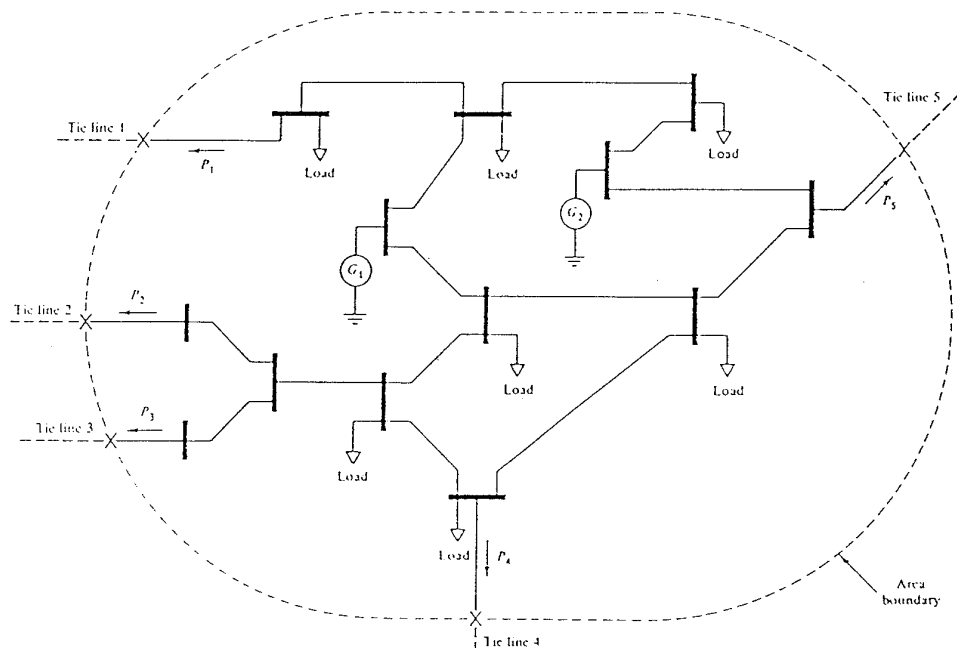 Tie line 5
Tie line 1
P1
Load
Load
Load
G2
P5
G1
Tie line 2
P2
Load
Load
Tie line 3
P3
Load
Load
P4
Area
boundary
Tie line 4